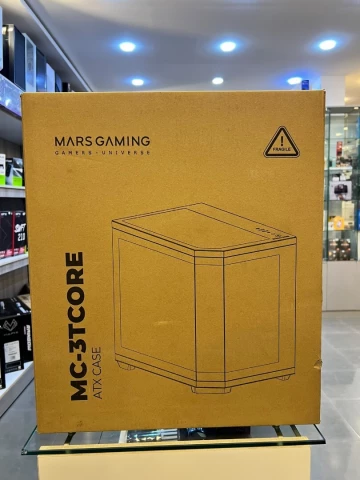 MARS GAMING
GAMERS · UNIVERSE
FRAGILE
MC-3TCORE
ATX CASE